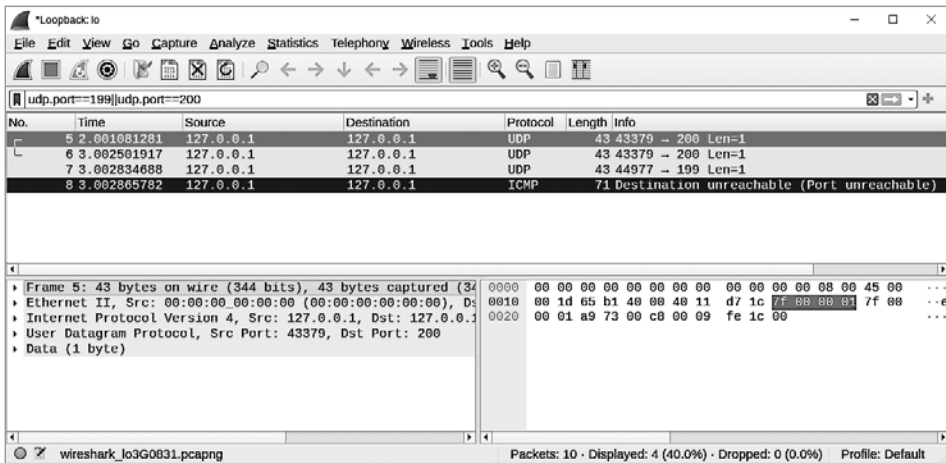 *Loopback: lo
File Edit View Go Capture Analyze Statistics Telephony Wireless Tools Help
udp.port==199||udp.port==200
No. Time Source Destination Protocol Length Info
5 2.001081281 127.0.0.1 127.0.0.1 UDP 43 43379 → 200 Len=1
6 3.002501917 127.0.0.1 127.0.0.1 UDP 43 43379 → 200 Len=1
7 3.002834688 127.0.0.1 127.0.0.1 UDP 43 44977 → 199 Len=1
8 3.002865782 127.0.0.1 127.0.0.1 ICMP 71 Destination unreachable (Port unreachable)
Frame 5: 43 bytes on wire (344 bits), 43 bytes captured (34
Ethernet II, Src: 00:00:00_00:00:00 (00:00:00:00:00:00), Ds
Internet Protocol Version 4, Src: 127.0.0.1, Dst: 127.0.0.1
User Datagram Protocol, Src Port: 43379, Dst Port: 200
Data (1 byte)
0000 00 00 00 00 00 00 00 00 00 00 00 00 08 00 45 00 ···
0010 00 1d 65 b1 40 00 40 11 d7 1c 7f 00 00 01 7f 00 ··e
0020 00 01 a9 73 00 c8 00 09 fe 1c 00 ···
wireshark_lo3G0831.pcapng Packets: 10 · Displayed: 4 (40.0%) · Dropped: 0 (0.0%) Profile: Default